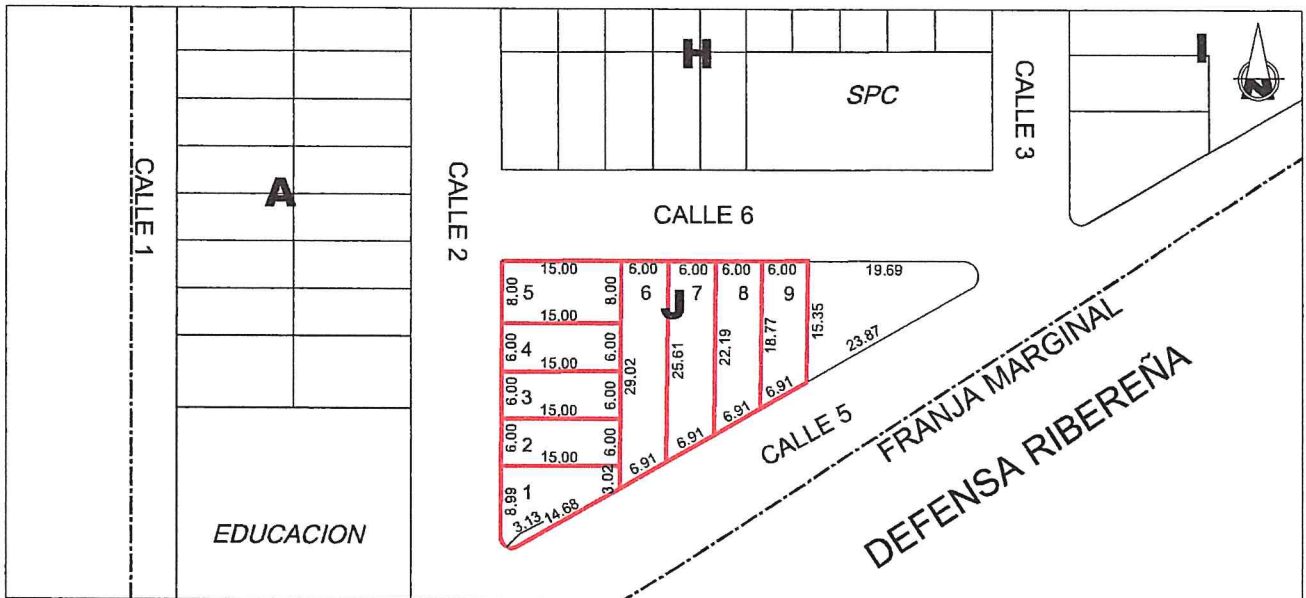 H
I
N
SPC
CALLE 3
CALLE 1
A
CALLE 2
CALLE 6
15.00
6.00
6.00
6.00
6.00
19.69
8.00
5
8.00
6
J
7
8
9
15.00
15.35
6.00
4
6.00
29.02
25.61
22.19
18.77
23.87
15.00
6.00
3
6.00
15.00
6.00
2
6.00
15.00
6.91
6.91
6.91
6.91
CALLE 5
FRANJA MARGINAL
DEFENSA RIBEREÑA
8.99
1
3.02
3.13
14.68
EDUCACION